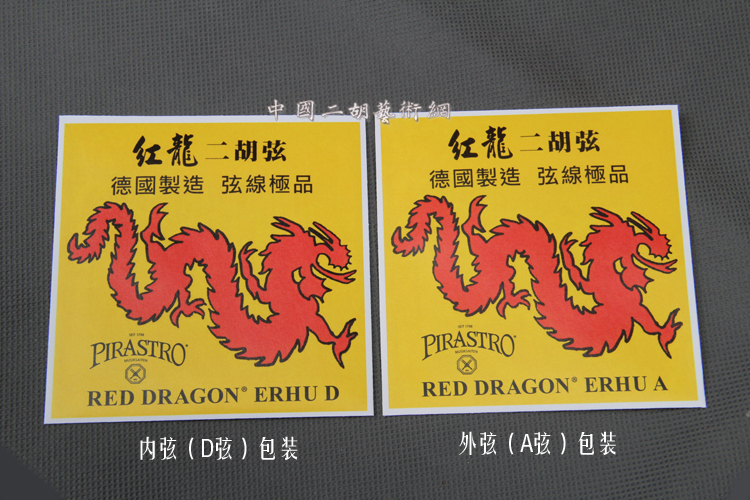 中國二胡藝術網
紅龍二胡弦
德國製造 弦線極品
PIRASTRO
RED DRAGON® ERHU D
紅龍二胡弦
德國製造 弦線極品
PIRASTRO
RED DRAGON® ERHU A
内弦（D弦）包装
外弦（A弦）包装